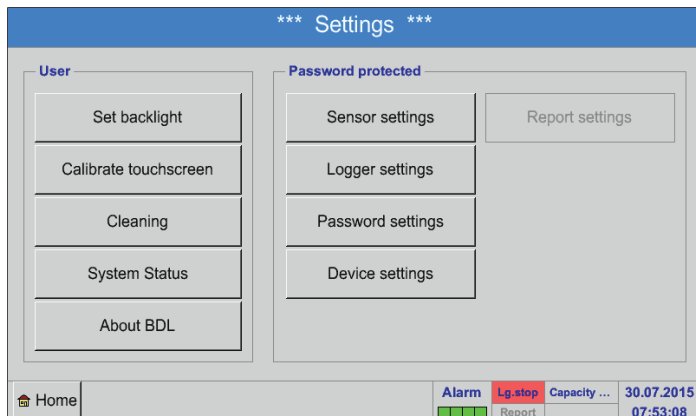 *** Settings ***
User
Set backlight
Calibrate touchscreen
Cleaning
System Status
About BDL
Password protected
Sensor settings
Report settings
Logger settings
Password settings
Device settings
Home
Alarm
Lg.stop
Report
Capacity ...
30.07.2015
07:53:08